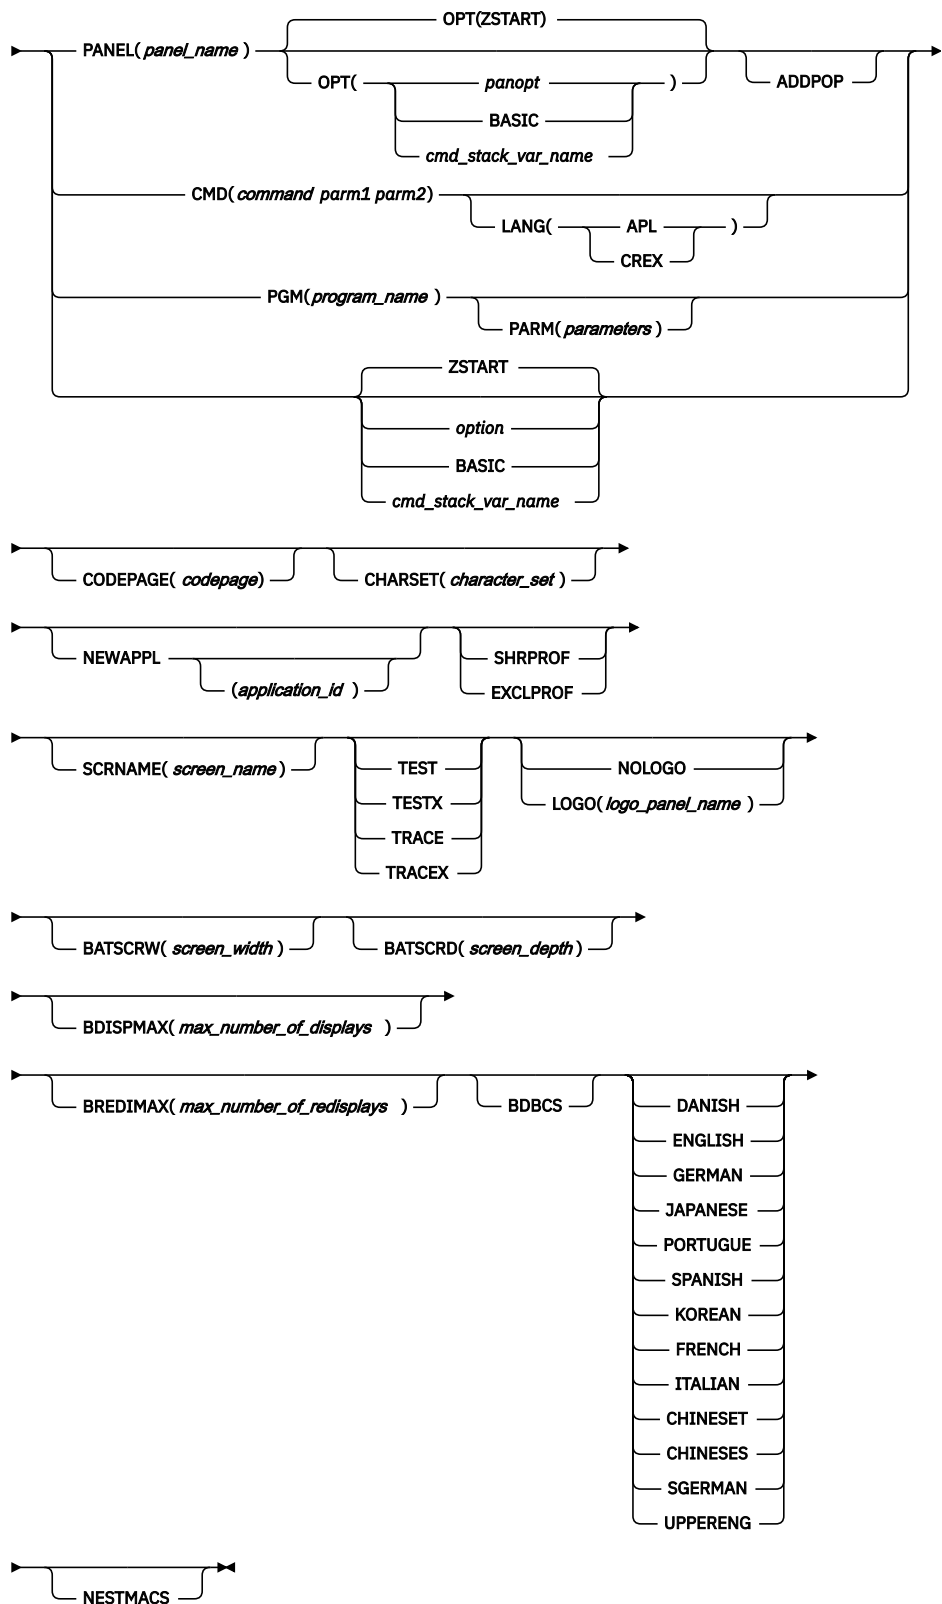 OPT(ZSTART)
PANEL( panel_name )
OPT( panopt )
ADDPOP
BASIC
cmd_stack_var_name
CMD( command parm1 parm2)
LANG( APL )
CREX
PGM( program_name )
PARM( parameters )
ZSTART
option
BASIC
cmd_stack_var_name
CODEPAGE( codepage) CHARSET( character_set )
NEWAPPL SHRPROF
(application_id ) EXCLPROF
SCRNAME( screen_name ) TEST NOLOGO
TESTX LOGO( logo_panel_name )
TRACE
TRACEX
BATSCRW( screen_width ) BATSCRD( screen_depth )
BDISPMAX( max_number_of_displays )
BREDIMAX( max_number_of_redisplays ) BDBCS DANISH
ENGLISH
GERMAN
JAPANESE
PORTUGUE
SPANISH
KOREAN
FRENCH
ITALIAN
CHINESET
CHINESES
SGERMAN
UPPERENG
NESTMACS